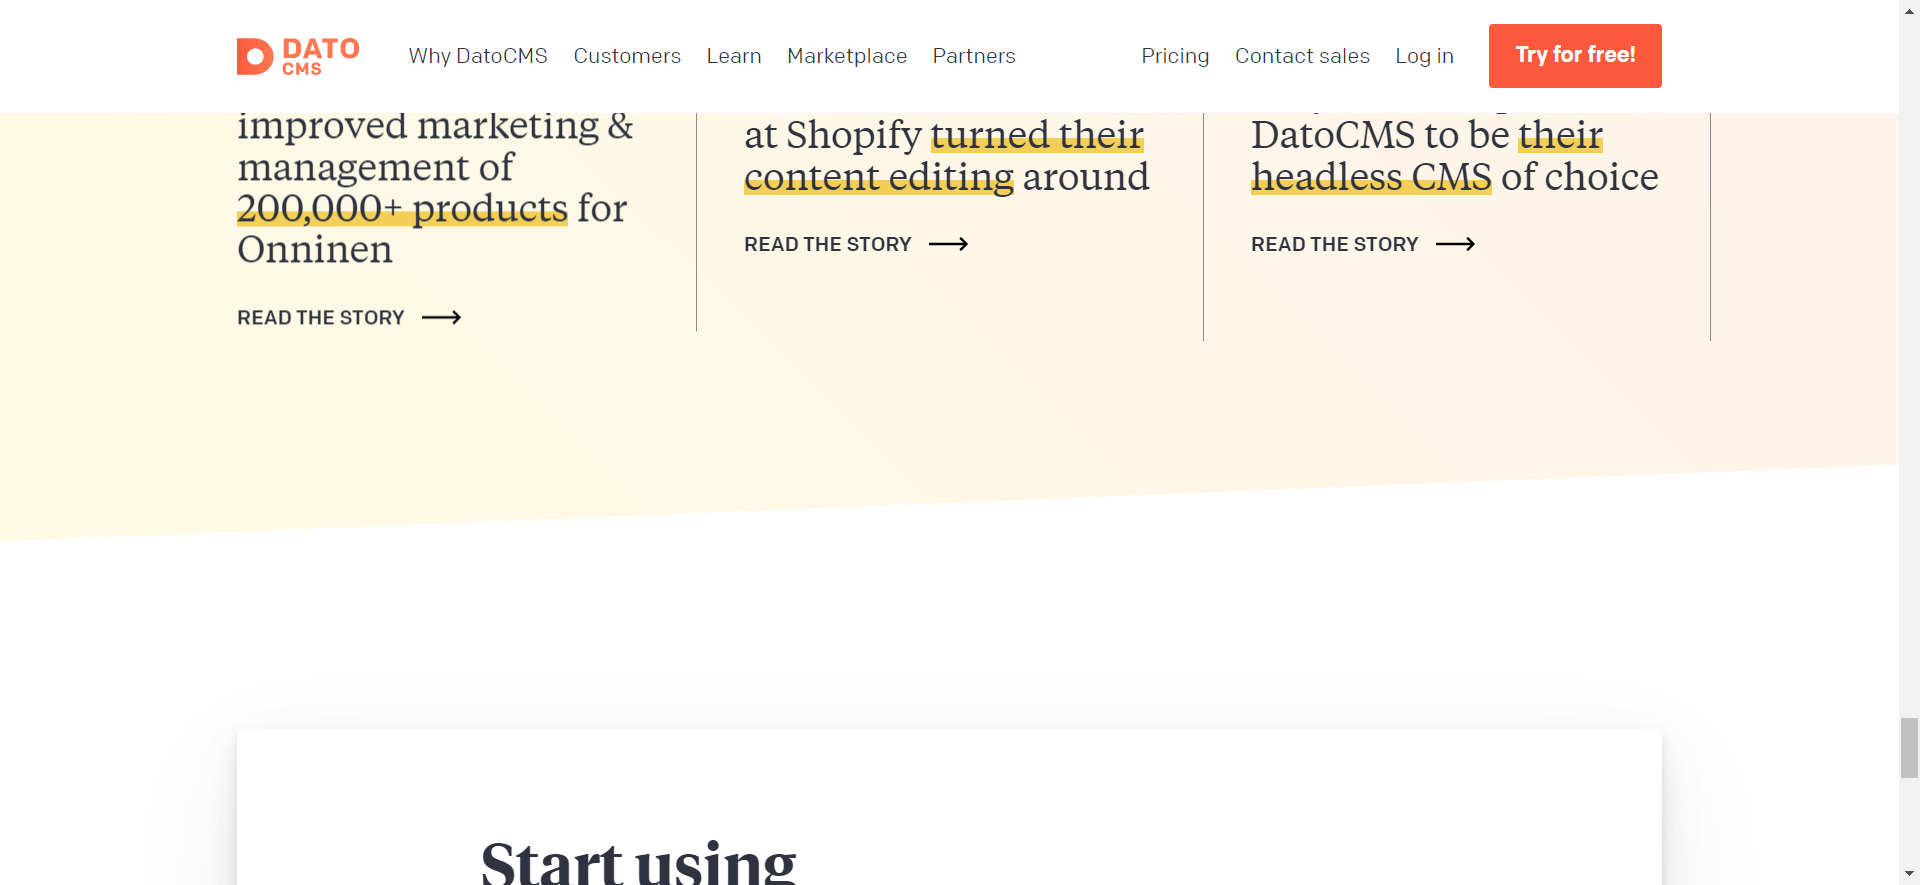 DATO
CMS
Why DatoCMS Customers Learn Marketplace Partners Pricing Contact sales Log in Try for free!
improved marketing &
management of
200,000+ products for
Onninen
READ THE STORY
at Shopify turned their
content editing around
READ THE STORY
DatoCMS to be their
headless CMS of choice
READ THE STORY
Start using